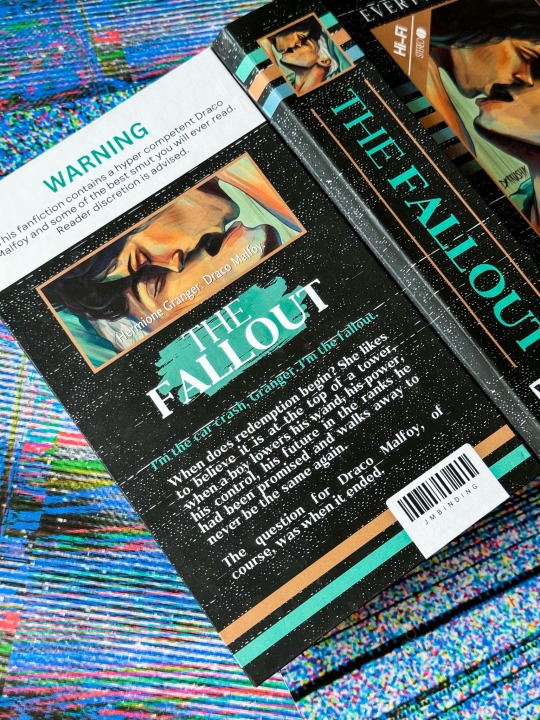 WARNING
This fanfiction contains a hyper competent Draco
Malfoy and some of the best smut you will ever read.
Reader discretion is advised.
Hermione Granger. Draco Malfoy.
THE
FALLOUT
I'm the car crash, Granger, I'm the fallout.
When does redemption begin? She likes
to believe it is at the top of a tower,
when a boy lowers his wand, his power,
his control, his future in the ranks he
had been promised and walks away to
never be the same again.
The question for Draco Malfoy, of
course, was when it ended.
JMBINDING
THE FALLOUT
HI-FI
STEREO